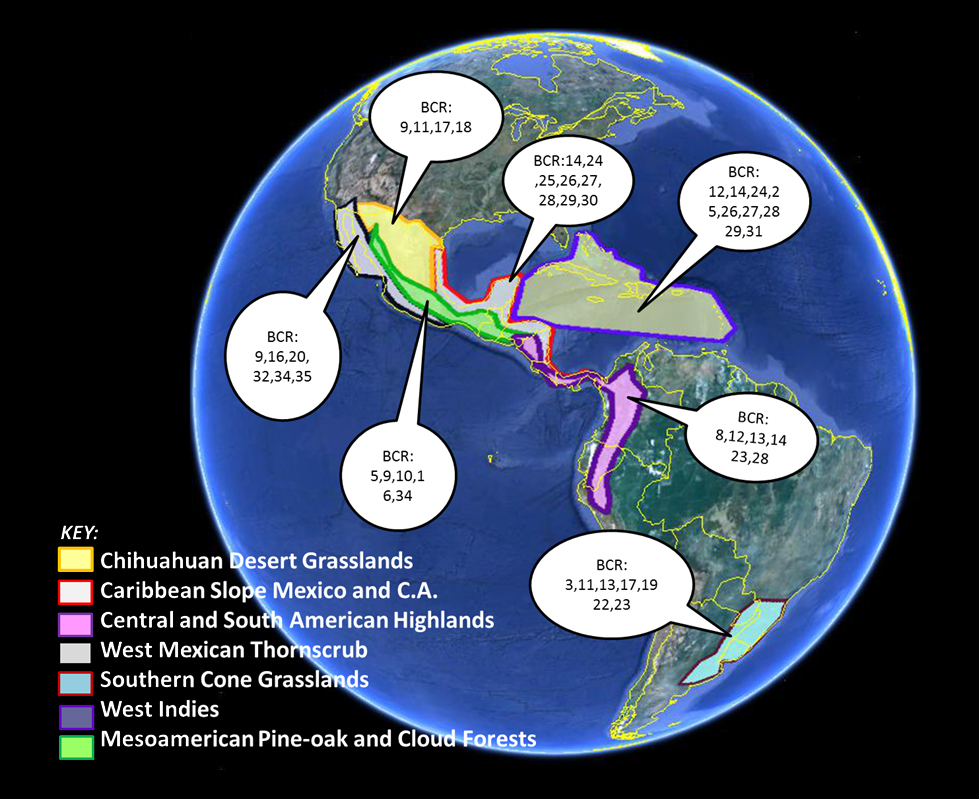 BCR:
9,11,17,18
BCR:14,24
,25,26,27,
28,29,30
BCR:
12,14,24,2
5,26,27,28
29,31
BCR:
9,16,20,
32,34,35
BCR:
5,9,10,1
6,34
BCR:
8,12,13,14
23,28
BCR:
3,11,13,17,19
22,23
KEY:
Chihuahuan Desert Grasslands
Caribbean Slope Mexico and C.A.
Central and South American Highlands
West Mexican Thornscrub
Southern Cone Grasslands
West Indies
Mesoamerican Pine-oak and Cloud Forests